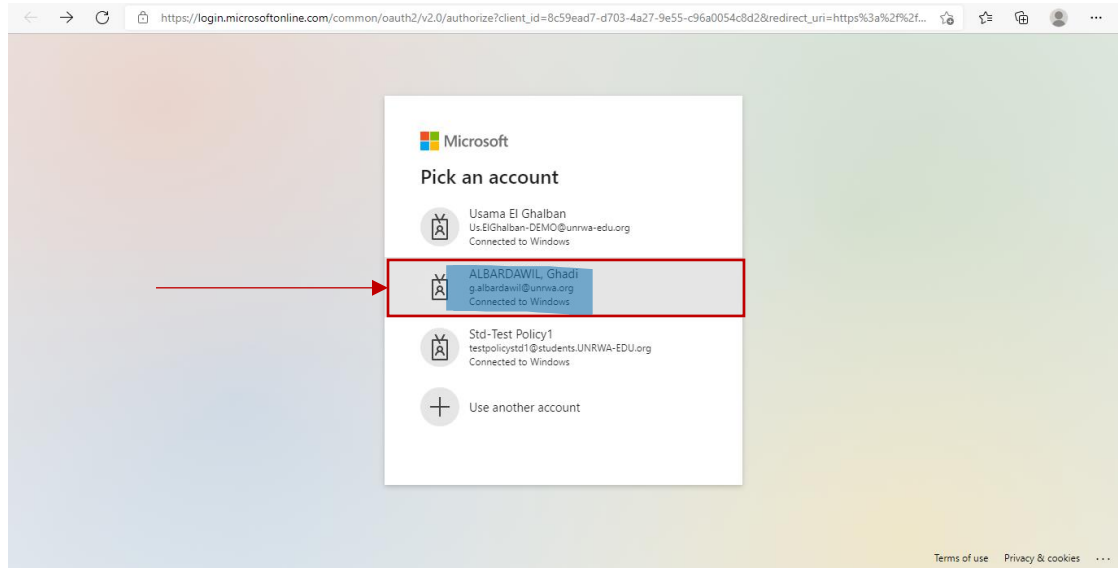 https://login.microsoftonline.com/common/oauth2/v2.0/authorize?client_id=8c59ead7-d703-4a27-9e55-c96a0054c8d2&redirect_uri=https%3a%2f%2f...
Microsoft
Pick an account
Usama El Ghalban
Us.ElGhalban-DEMO@unrwa-edu.org
Connected to Windows
ALBARDAWIL, Ghadi
g.albardawil@unrwa.org
Connected to Windows
Std-Test Policy1
testpolicystd1@students.UNRWA-EDU.org
Connected to Windows
Use another account
Terms of use Privacy & cookies ...